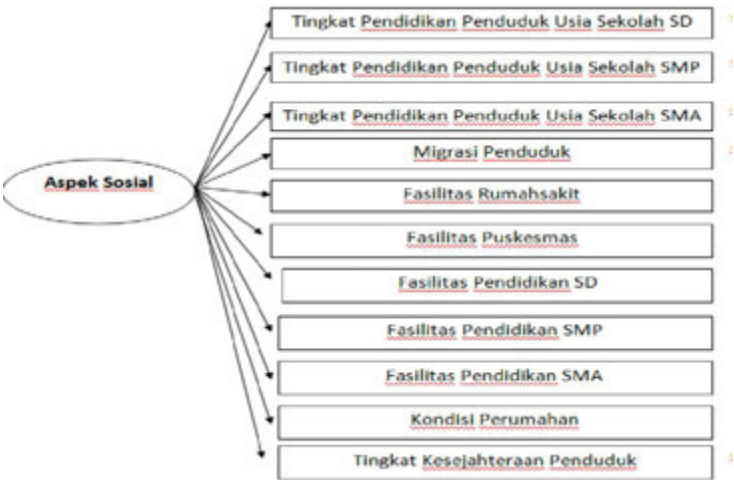 Tingkat Pendidikan Penduduk Usia Sekolah SD
Tingkat Pendidikan Penduduk Usia Sekolah SMP
Tingkat Pendidikan Penduduk Usia Sekolah SMA
Migrasi Penduduk
Aspek Sosial
Fasilitas Rumahsakit
Fasilitas Puskesmas
Fasilitas Pendidikan SD
Fasilitas Pendidikan SMP
Fasilitas Pendidikan SMA
Kondisi Perumahan
Tingkat Kesejahteraan Penduduk